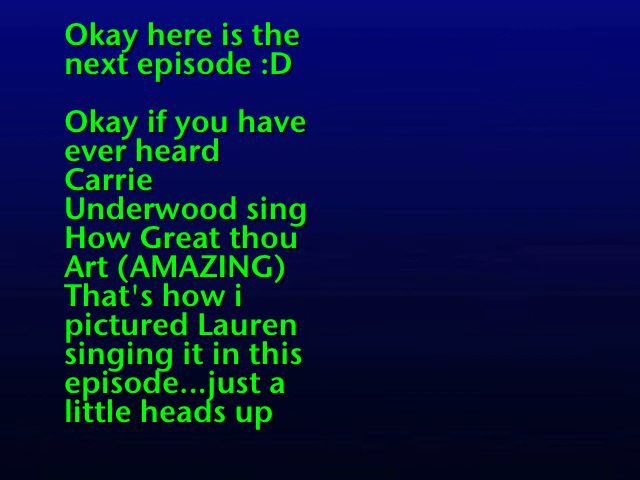 Okay here is the
next episode :D
Okay if you have
ever heard
Carrie
Underwood sing
How Great thou
Art (AMAZING)
That's how i
pictured Lauren
singing it in this
episode...just a
little heads up